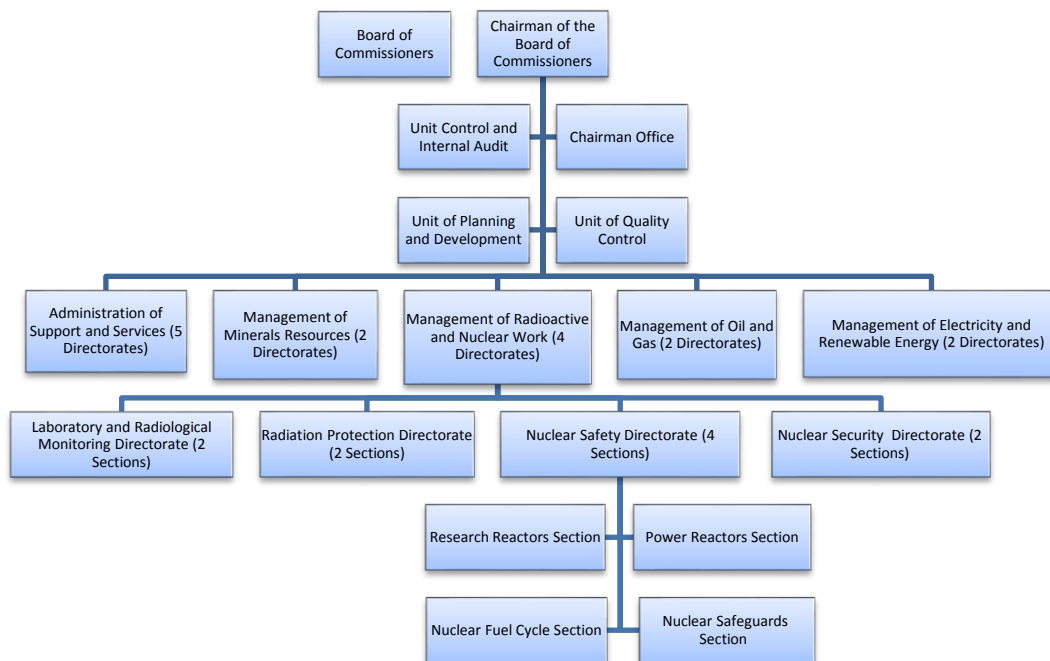 Board of
Commissioners
Chairman of the
Board of
Commissioners
Unit Control and
Internal Audit
Chairman Office
Unit of Planning
and Development
Unit of Quality
Control
Administration of
Support and Services (5
Directorates)
Management of
Minerals Resources (2
Directorates)
Management of Radioactive
and Nuclear Work (4
Directorates)
Management of Oil and
Gas (2 Directorates)
Management of Electricity and
Renewable Energy (2 Directorates)
Laboratory and Radiological
Monitoring Directorate (2
Sections)
Radiation Protection Directorate
(2 Sections)
Nuclear Safety Directorate (4
Sections)
Nuclear Security  Directorate (2
Sections)
Research Reactors Section
Power Reactors Section
Nuclear Fuel Cycle Section
Nuclear Safeguards
Section